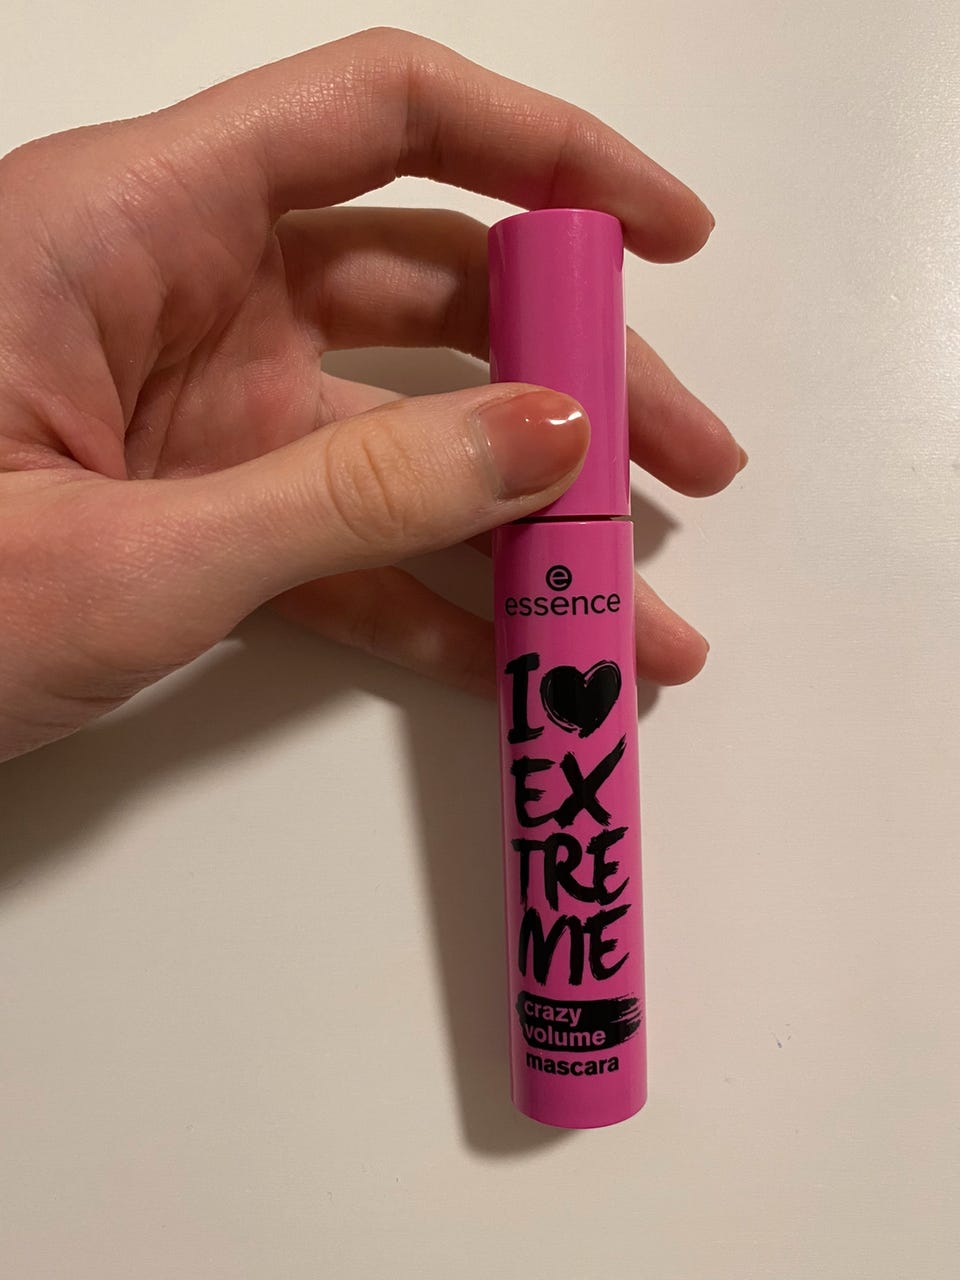 e
essence
I ♥
EX
TRE
ME
crazy
volume
mascara